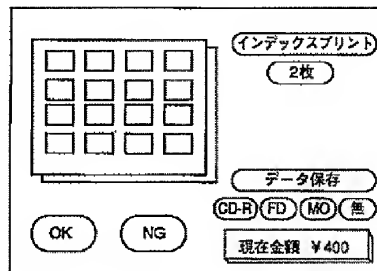 インデックスプリント
2枚
データ保存
CD-R FD MO 無
OK NG
現在金額 ¥400